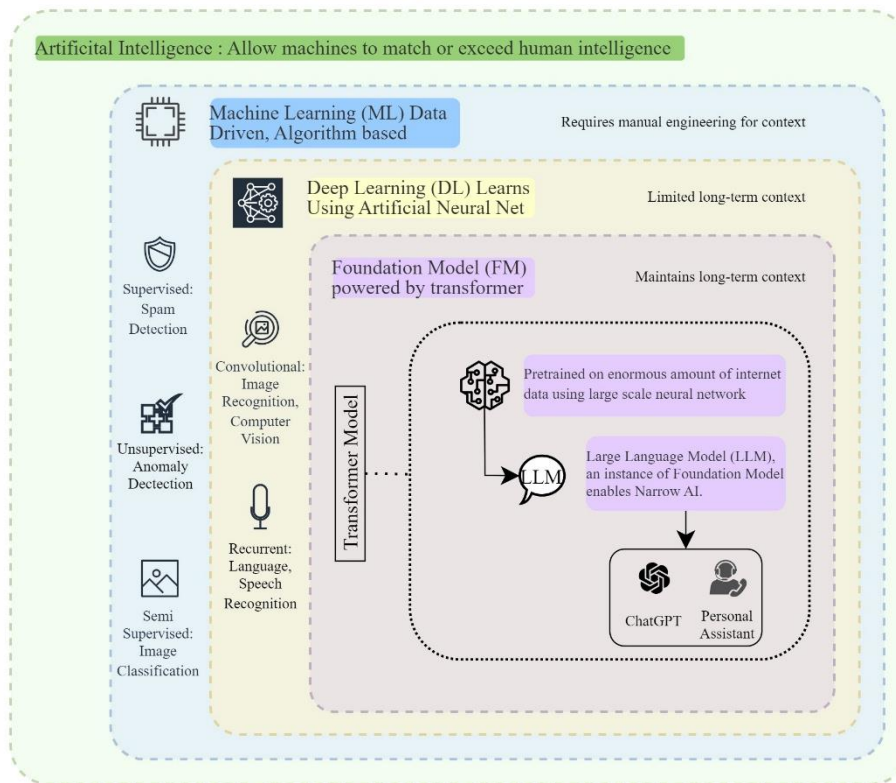 Artificital Intelligence : Allow machines to match or exceed human intelligence
Machine Learning (ML) Data
Driven, Algorithm based
Requires manual engineering for context
Deep Learning (DL) Learns
Using Artificial Neural Net
Limited long-term context
Foundation Model (FM)
powered by transformer
Maintains long-term context
Supervised:
Spam
Detection
Unsupervised:
Anomaly
Dectection
Semi
Supervised:
Image
Classification
Convolutional:
Image
Recognition,
Computer
Vision
Recurrent:
Language,
Speech
Recognition
Transformer Model
Pretrained on enormous amount of internet
data using large scale neural network
LLM
Large Language Model (LLM),
an instance of Foundation Model
enables Narrow AI.
ChatGPT
Personal
Assistant